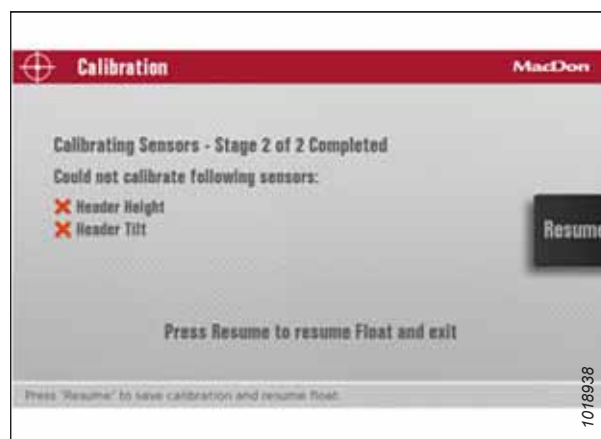 Calibration
MacDon
Calibrating Sensors - Stage 2 of 2 Completed
Could not calibrate following sensors:
Header Height
Header Tilt
Resume
Press Resume to resume Float and exit
Press "Resume" to save calibration and resume float.
1018938